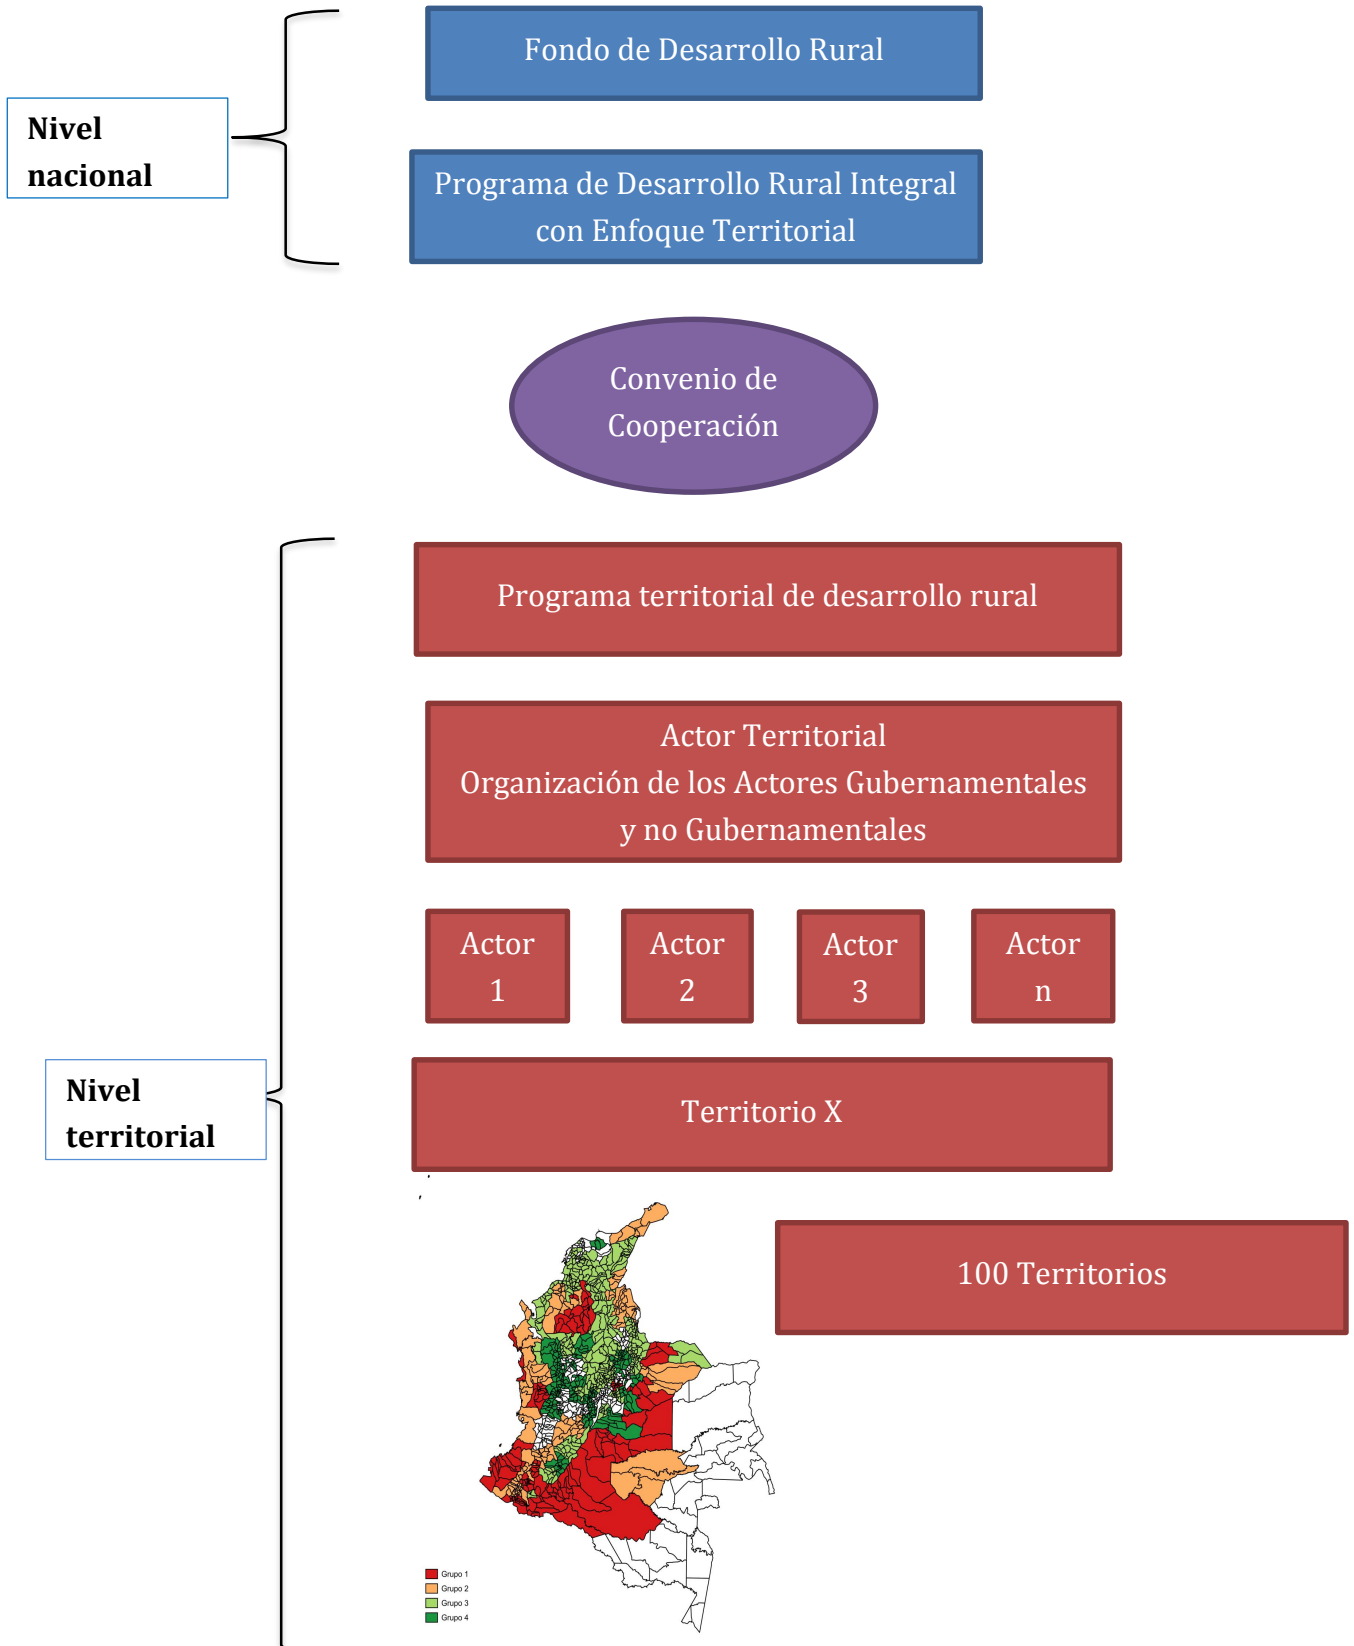 Fondo de Desarrollo Rural
Nivel
nacional
Programa de Desarrollo Rural Integral
con Enfoque Territorial
Convenio de
Cooperación
Programa territorial de desarrollo rural
Actor Territorial
Organización de los Actores Gubernamentales
y no Gubernamentales
Actor
1
Actor
2
Actor
3
Actor
n
Nivel
territorial
Territorio X
100 Territorios
Grupo 1
Grupo 2
Grupo 3
Grupo 4